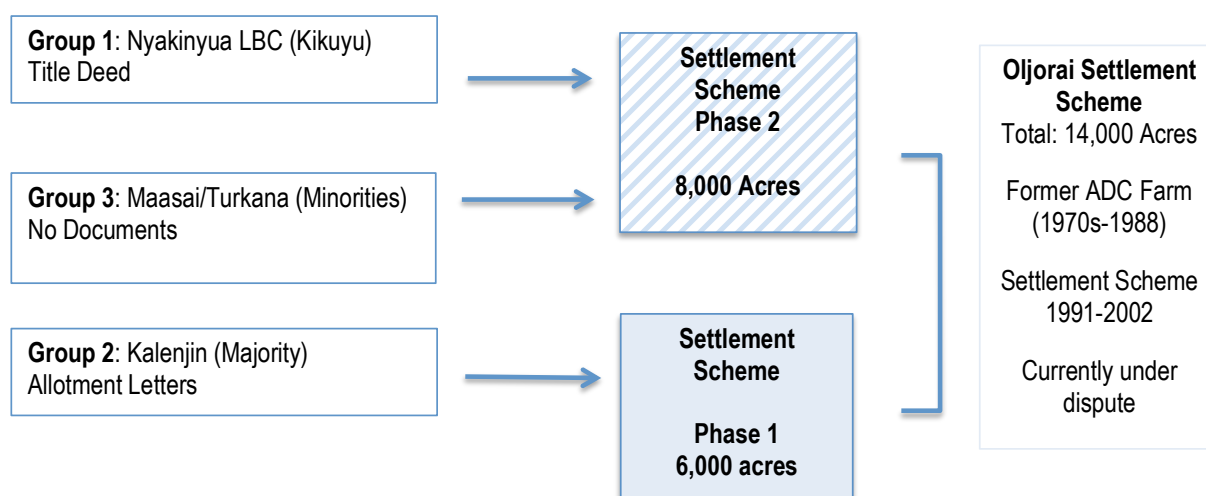 Group 1: Nyakinyua LBC (Kikuyu)
Title Deed
Group 3: Maasai/Turkana (Minorities)
No Documents
Group 2: Kalenjin (Majority)
Allotment Letters
Settlement
Scheme
Phase 2
8,000 Acres
Settlement
Scheme
Phase 1
6,000 acres
Oljorai Settlement
Scheme
Total: 14,000 Acres
Former ADC Farm
(1970s-1988)
Settlement Scheme
1991-2002
Currently under
dispute